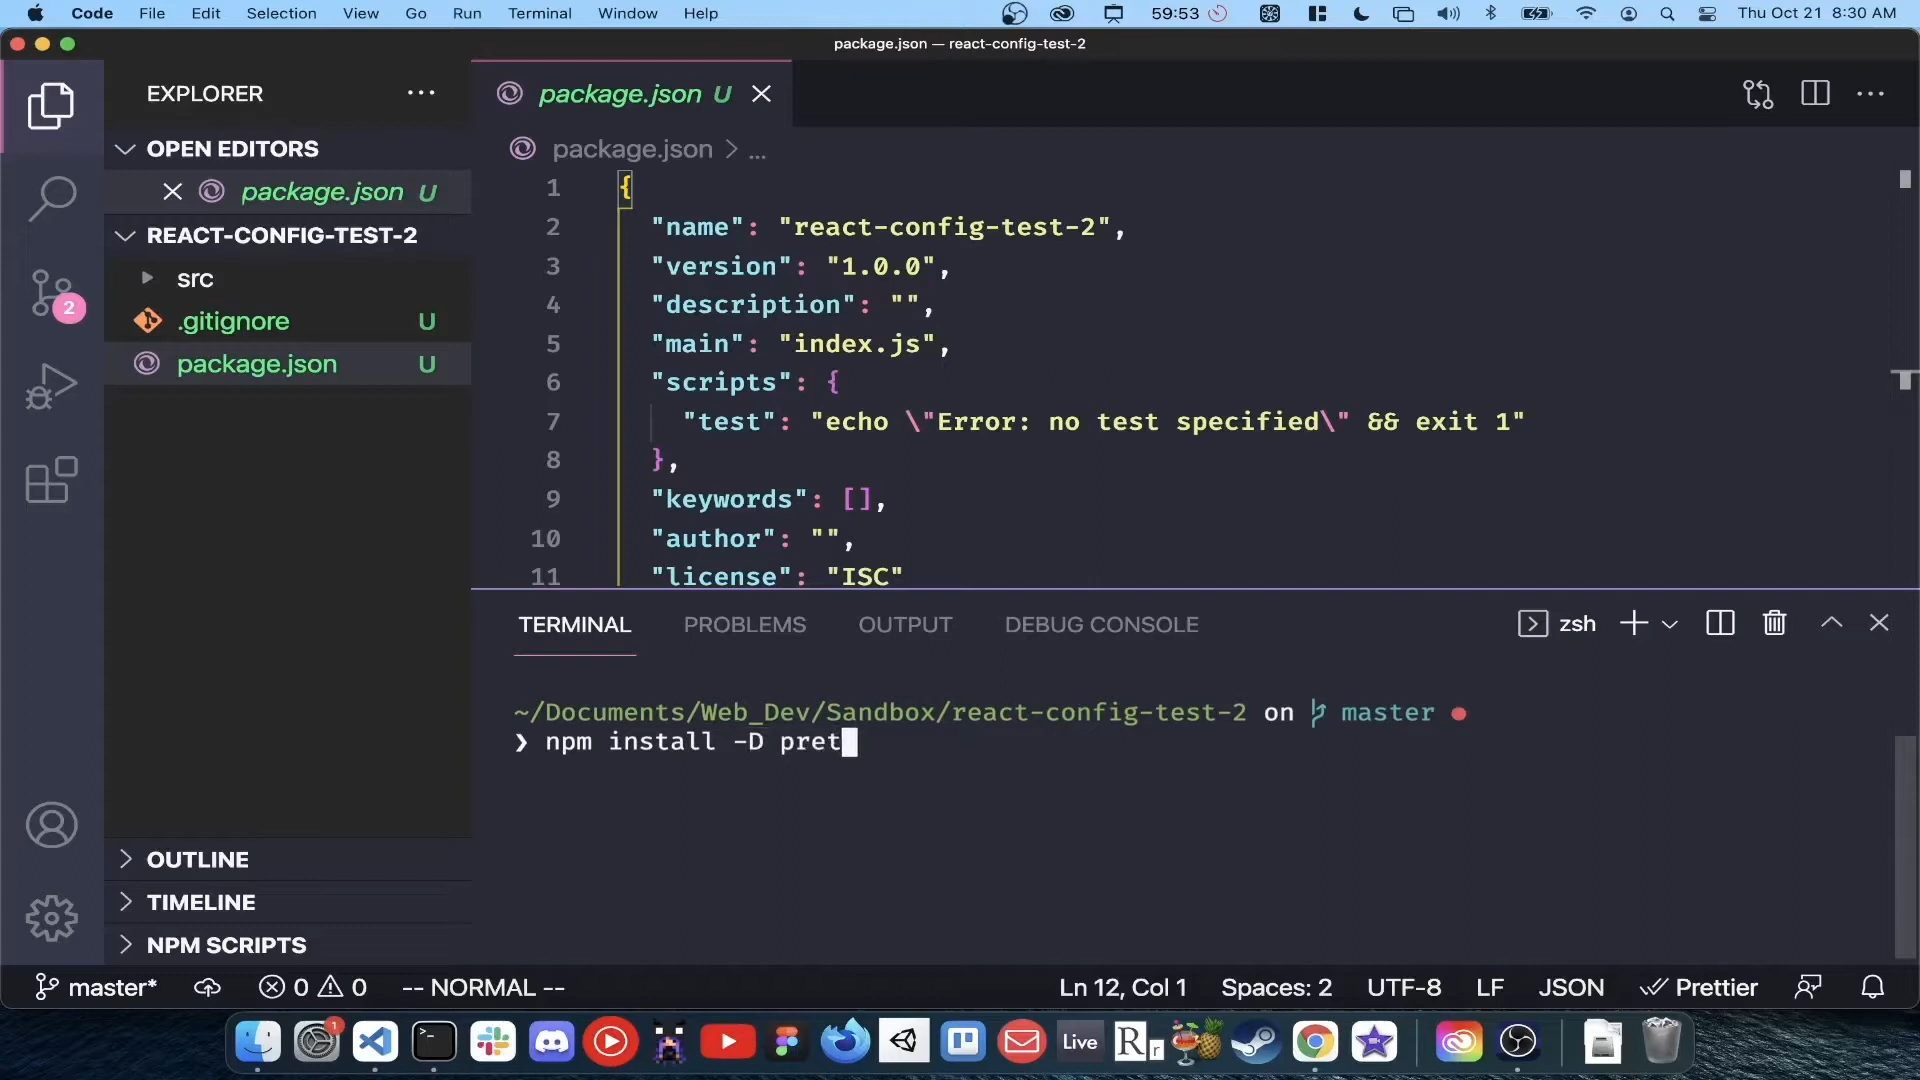 Code File Edit Selection View Go Run Terminal Window Help 59:53 Thu Oct 21 8:30 AM
package.json — react-config-test-2
EXPLORER
package.json U
OPEN EDITORS
package.json > ...
package.json U
REACT-CONFIG-TEST-2
src
.gitignore U
package.json U
2
1 {
2 "name": "react-config-test-2",
3 "version": "1.0.0",
4 "description": "",
5 "main": "index.js",
6 "scripts": {
7 "test": "echo \"Error: no test specified\" && exit 1"
8 },
9 "keywords": [],
10 "author": "",
11 "license": "ISC"
TERMINAL PROBLEMS OUTPUT DEBUG CONSOLE zsh
~/Documents/Web_Dev/Sandbox/react-config-test-2 on master
❯ npm install -D pret
OUTLINE
TIMELINE
NPM SCRIPTS
master* 0 0 -- NORMAL -- Ln 12, Col 1 Spaces: 2 UTF-8 LF JSON Prettier
1
Live Rr